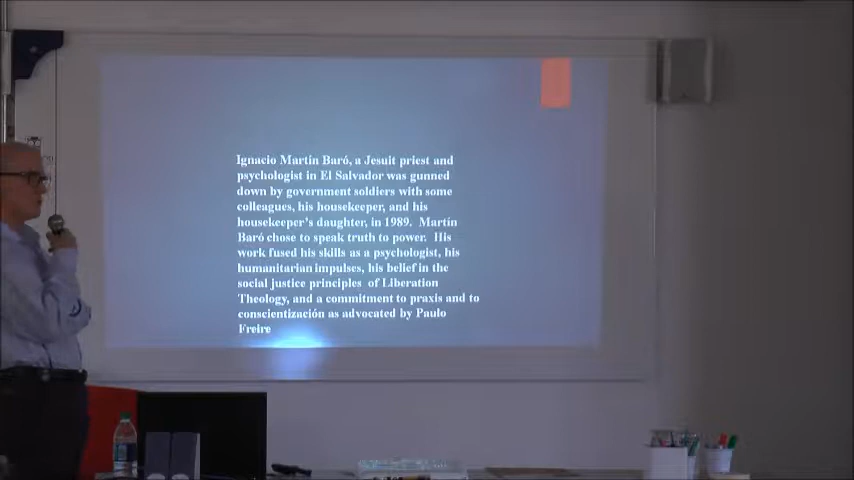 Ignacio Martín Baró, a Jesuit priest and
psychologist in El Salvador was gunned
down by government soldiers with some
colleagues, his housekeeper, and his
housekeeper's daughter, in 1989.  Martín
Baró chose to speak truth to power.  His
work fused his skills as a psychologist, his
humanitarian impulses, his belief in the
social justice principles  of Liberation
Theology, and a commitment to praxis and to
conscientización as advocated by Paulo
Freire